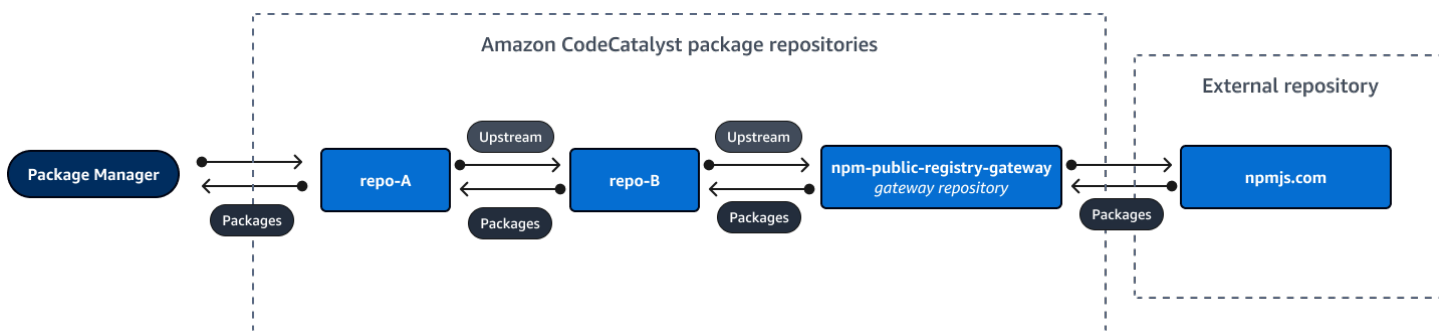 Amazon CodeCatalyst package repositories
External repository
Upstream
Upstream
Package Manager
repo-A
repo-B
npm-public-registry-gateway
gateway repository
npmjs.com
Packages
Packages
Packages
Packages